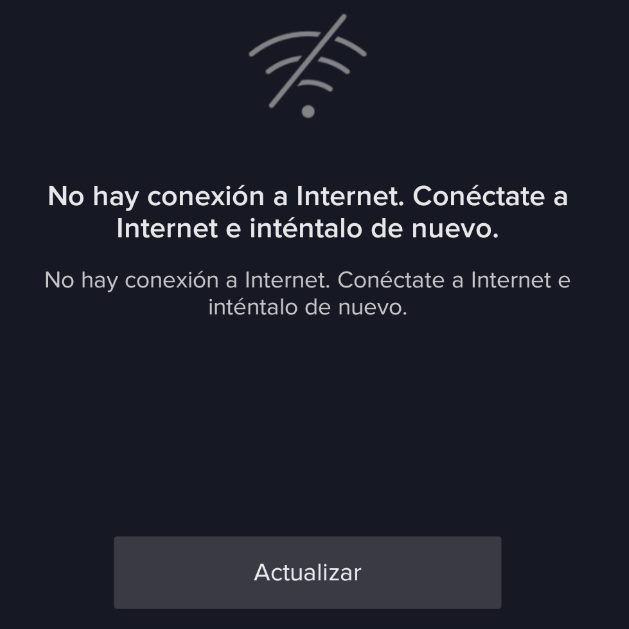 No hay conexión a Internet. Conéctate a
Internet e inténtalo de nuevo.
No hay conexión a Internet. Conéctate a Internet e
inténtalo de nuevo.
Actualizar